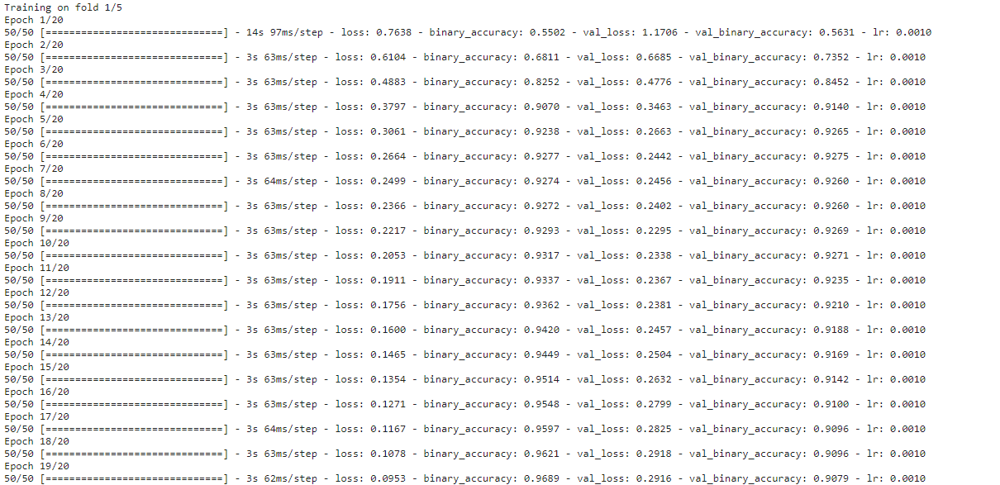 Training on fold 1/5
Epoch 1/20
50/50 [==============================] - 14s 97ms/step - loss: 0.7638 - binary_accuracy: 0.5502 - val_loss: 1.1706 - val_binary_accuracy: 0.5631 - lr: 0.0010
Epoch 2/20
50/50 [==============================] - 3s 63ms/step - loss: 0.6104 - binary_accuracy: 0.6811 - val_loss: 0.6685 - val_binary_accuracy: 0.7352 - lr: 0.0010
Epoch 3/20
50/50 [==============================] - 3s 63ms/step - loss: 0.4883 - binary_accuracy: 0.8252 - val_loss: 0.4776 - val_binary_accuracy: 0.8452 - lr: 0.0010
Epoch 4/20
50/50 [==============================] - 3s 63ms/step - loss: 0.3797 - binary_accuracy: 0.9070 - val_loss: 0.3463 - val_binary_accuracy: 0.9140 - lr: 0.0010
Epoch 5/20
50/50 [==============================] - 3s 63ms/step - loss: 0.3061 - binary_accuracy: 0.9238 - val_loss: 0.2663 - val_binary_accuracy: 0.9265 - lr: 0.0010
Epoch 6/20
50/50 [==============================] - 3s 63ms/step - loss: 0.2664 - binary_accuracy: 0.9277 - val_loss: 0.2442 - val_binary_accuracy: 0.9275 - lr: 0.0010
Epoch 7/20
50/50 [==============================] - 3s 64ms/step - loss: 0.2499 - binary_accuracy: 0.9274 - val_loss: 0.2456 - val_binary_accuracy: 0.9260 - lr: 0.0010
Epoch 8/20
50/50 [==============================] - 3s 63ms/step - loss: 0.2366 - binary_accuracy: 0.9272 - val_loss: 0.2402 - val_binary_accuracy: 0.9260 - lr: 0.0010
Epoch 9/20
50/50 [==============================] - 3s 63ms/step - loss: 0.2217 - binary_accuracy: 0.9293 - val_loss: 0.2295 - val_binary_accuracy: 0.9269 - lr: 0.0010
Epoch 10/20
50/50 [==============================] - 3s 63ms/step - loss: 0.2053 - binary_accuracy: 0.9317 - val_loss: 0.2338 - val_binary_accuracy: 0.9271 - lr: 0.0010
Epoch 11/20
50/50 [==============================] - 3s 63ms/step - loss: 0.1911 - binary_accuracy: 0.9337 - val_loss: 0.2367 - val_binary_accuracy: 0.9235 - lr: 0.0010
Epoch 12/20
50/50 [==============================] - 3s 63ms/step - loss: 0.1756 - binary_accuracy: 0.9362 - val_loss: 0.2381 - val_binary_accuracy: 0.9210 - lr: 0.0010
Epoch 13/20
50/50 [==============================] - 3s 63ms/step - loss: 0.1600 - binary_accuracy: 0.9420 - val_loss: 0.2457 - val_binary_accuracy: 0.9188 - lr: 0.0010
Epoch 14/20
50/50 [==============================] - 3s 63ms/step - loss: 0.1465 - binary_accuracy: 0.9449 - val_loss: 0.2504 - val_binary_accuracy: 0.9169 - lr: 0.0010
Epoch 15/20
50/50 [==============================] - 3s 63ms/step - loss: 0.1354 - binary_accuracy: 0.9514 - val_loss: 0.2632 - val_binary_accuracy: 0.9142 - lr: 0.0010
Epoch 16/20
50/50 [==============================] - 3s 63ms/step - loss: 0.1271 - binary_accuracy: 0.9548 - val_loss: 0.2799 - val_binary_accuracy: 0.9100 - lr: 0.0010
Epoch 17/20
50/50 [==============================] - 3s 64ms/step - loss: 0.1167 - binary_accuracy: 0.9597 - val_loss: 0.2825 - val_binary_accuracy: 0.9096 - lr: 0.0010
Epoch 18/20
50/50 [==============================] - 3s 63ms/step - loss: 0.1078 - binary_accuracy: 0.9621 - val_loss: 0.2918 - val_binary_accuracy: 0.9096 - lr: 0.0010
Epoch 19/20
50/50 [==============================] - 3s 62ms/step - loss: 0.0953 - binary_accuracy: 0.9689 - val_loss: 0.2916 - val_binary_accuracy: 0.9079 - lr: 0.0010